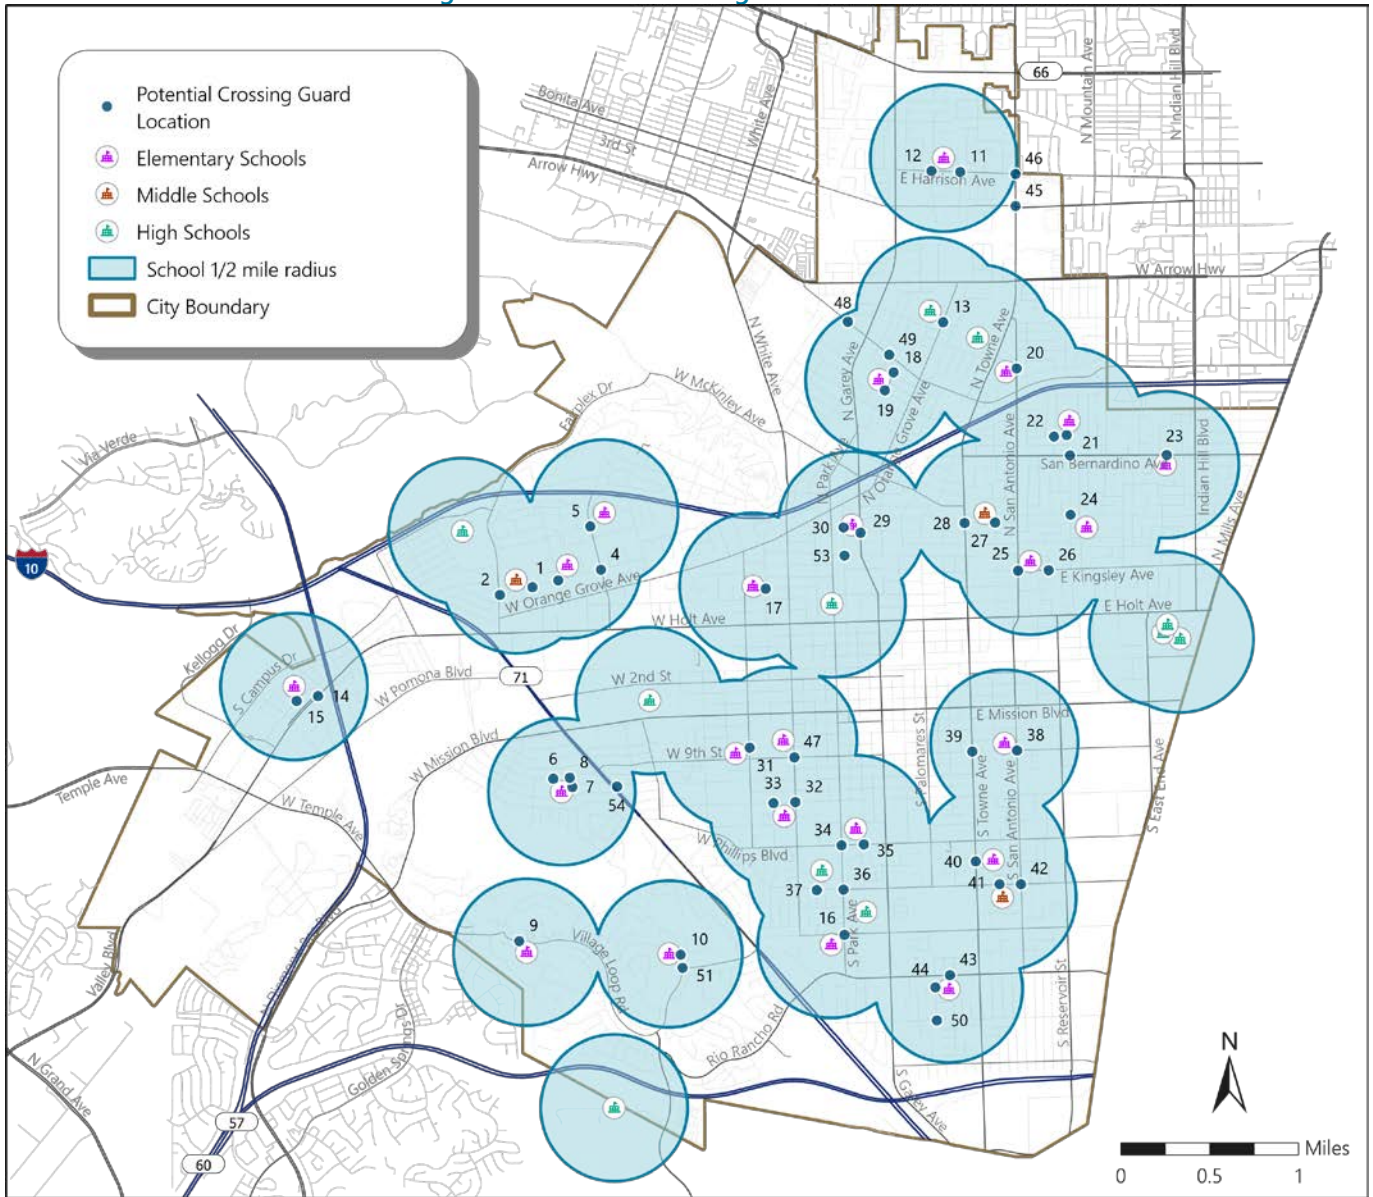 Potential Crossing Guard
Location
Elementary Schools
Middle Schools
High Schools
School 1/2 mile radius
City Boundary
66
N Mountain Ave
N Indian Hill Blvd
Bonita Ave
White Ave
3rd St
Arrow Hwy
12
11
46
E Harrison Ave
45
W Arrow Hwy
48
13
49
18
20
N White Ave
N Garey Ave
N Towne Ave
19
N Orange Grove Ave
W McKinley Ave
Fairplex Dr
Via Verde
22
21
23
San Bernardino Ave
N San Antonio Ave
Indian Hill Blvd
N Park Ave
24
N Mills Ave
5
30
29
28
27
53
25
26
E Kingsley Ave
10
2
1
4
W Orange Grove Ave
17
W Holt Ave
E Holt Ave
Kellogg Dr
S Campus Dr
W Pomona Blvd
71
W 2nd St
14
15
E Mission Blvd
W Mission Blvd
W 9th St
47
31
39
38
S Palomares St
S Towne Ave
S San Antonio Ave
S East End Ave
6
8
7
54
33
32
Temple Ave
W Temple Ave
W Phillips Blvd
34
35
40
41
42
37
36
16
S Park Ave
9
Village Loop Rd
10
51
Valley Blvd
N Diamond Bar Blvd
43
44
50
S Reservoir St
Rio Rancho Rd
Golden Springs Dr
S Garey Ave
N Grand Ave
57
60
N
Miles
0
0.5
1